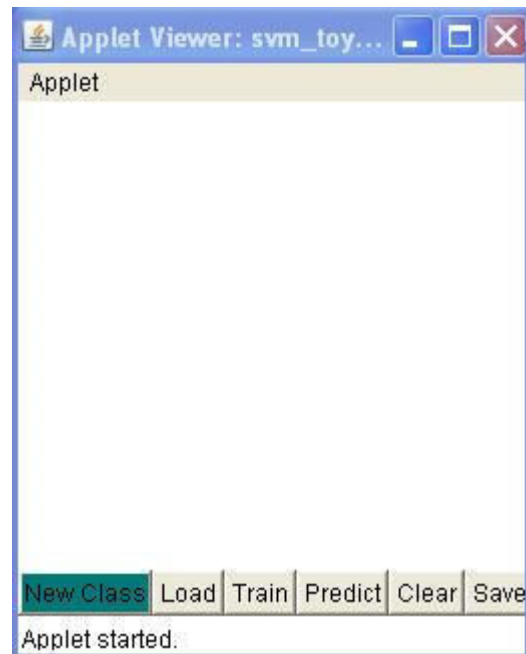 Applet Viewer: svm_toy...
Applet
New Class Load Train Predict Clear Save
Applet started.